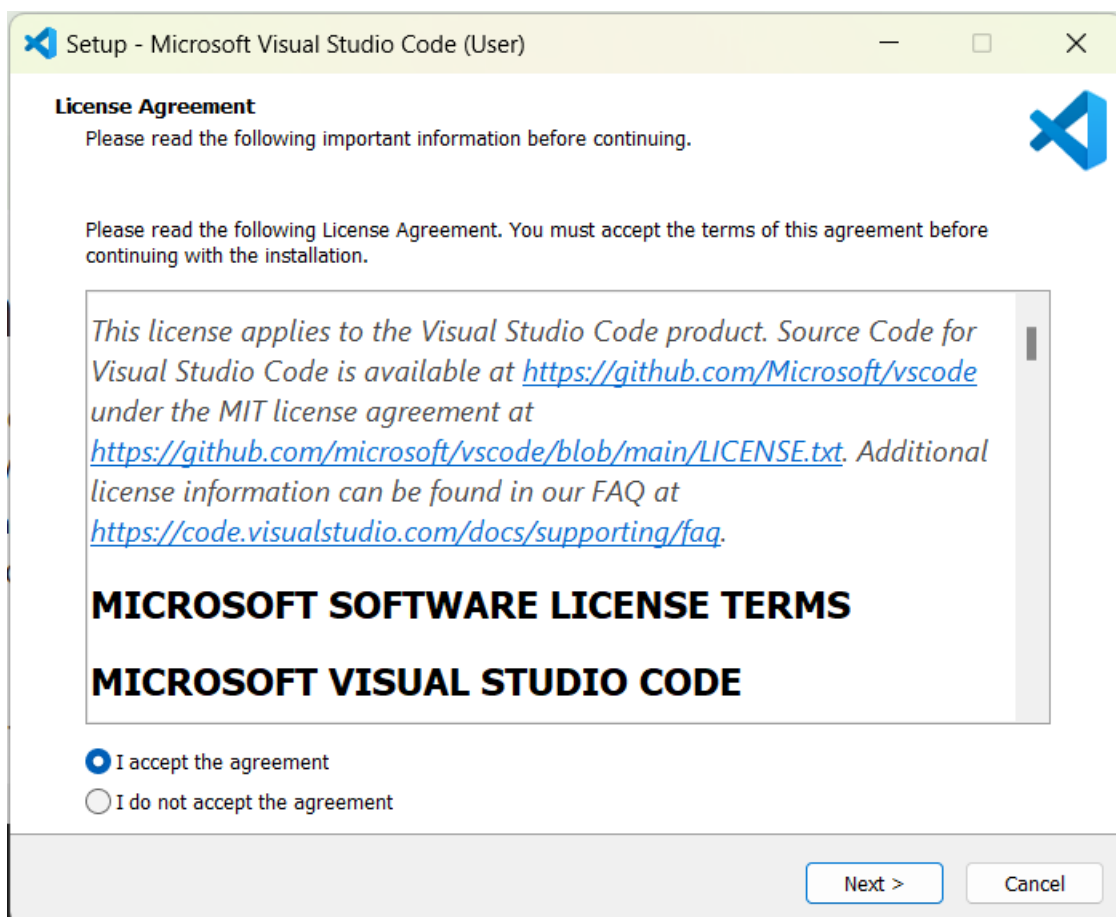 Setup - Microsoft Visual Studio Code (User)
License Agreement
Please read the following important information before continuing.
Please read the following License Agreement. You must accept the terms of this agreement before
continuing with the installation.
This license applies to the Visual Studio Code product. Source Code for
Visual Studio Code is available at https://github.com/Microsoft/vscode
under the MIT license agreement at
https://github.com/microsoft/vscode/blob/main/LICENSE.txt. Additional
license information can be found in our FAQ at
https://code.visualstudio.com/docs/supporting/faq.
MICROSOFT SOFTWARE LICENSE TERMS
MICROSOFT VISUAL STUDIO CODE
I accept the agreement
I do not accept the agreement
Next >
Cancel